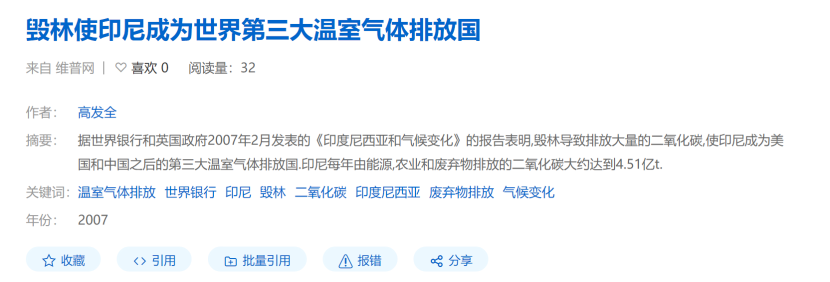 毁林使印尼成为世界第三大温室气体排放国
来自 维普网 | ♡ 喜欢 0 阅读量：32
作者： 高发全
摘要： 据世界银行和英国政府2007年2月发表的《印度尼西亚和气候变化》的报告表明,毁林导致排放大量的二氧化碳,使印尼成为美
国和中国之后的第三大温室气体排放国.印尼每年由能源,农业和废弃物排放的二氧化碳大约达到4.51亿t.
关键词： 温室气体排放 世界银行 印尼 毁林 二氧化碳 印度尼西亚 废弃物排放 气候变化
年份： 2007
收藏 引用 批量引用 报错 分享